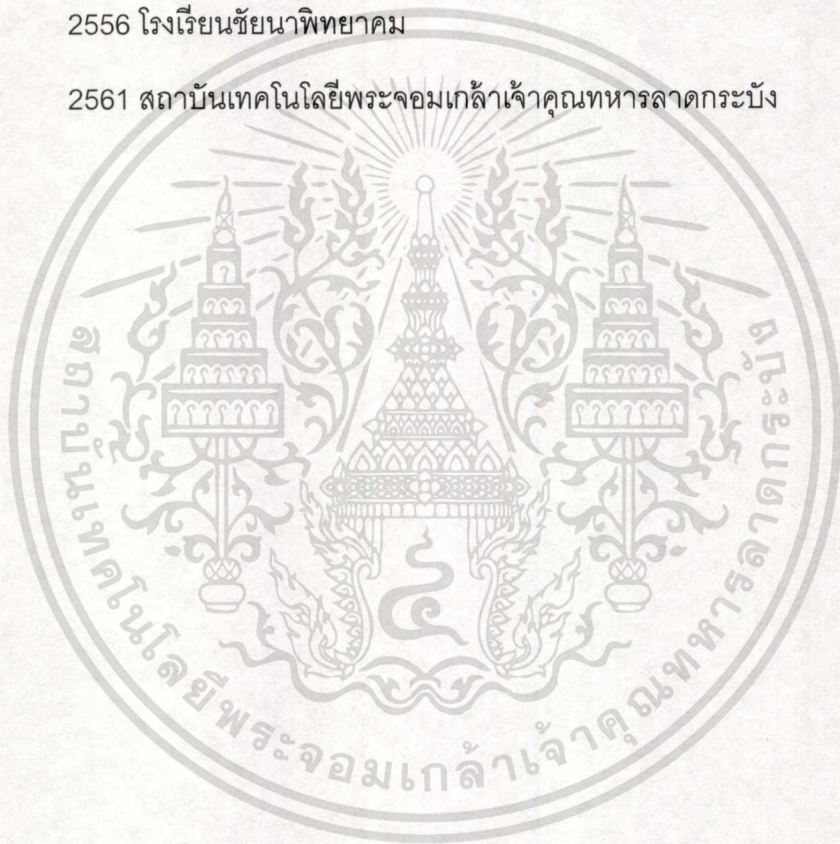 2556 โรงเรียนชัยนาพิทยาคม
2561 สถาบันเทคโนโลยีพระจอมเกล้าเจ้าคุณทหารลาดกระบัง
๔
สถาบันเทคโนโลยีพระจอมเกล้าเจ้าคุณทหารลาดกระบัง